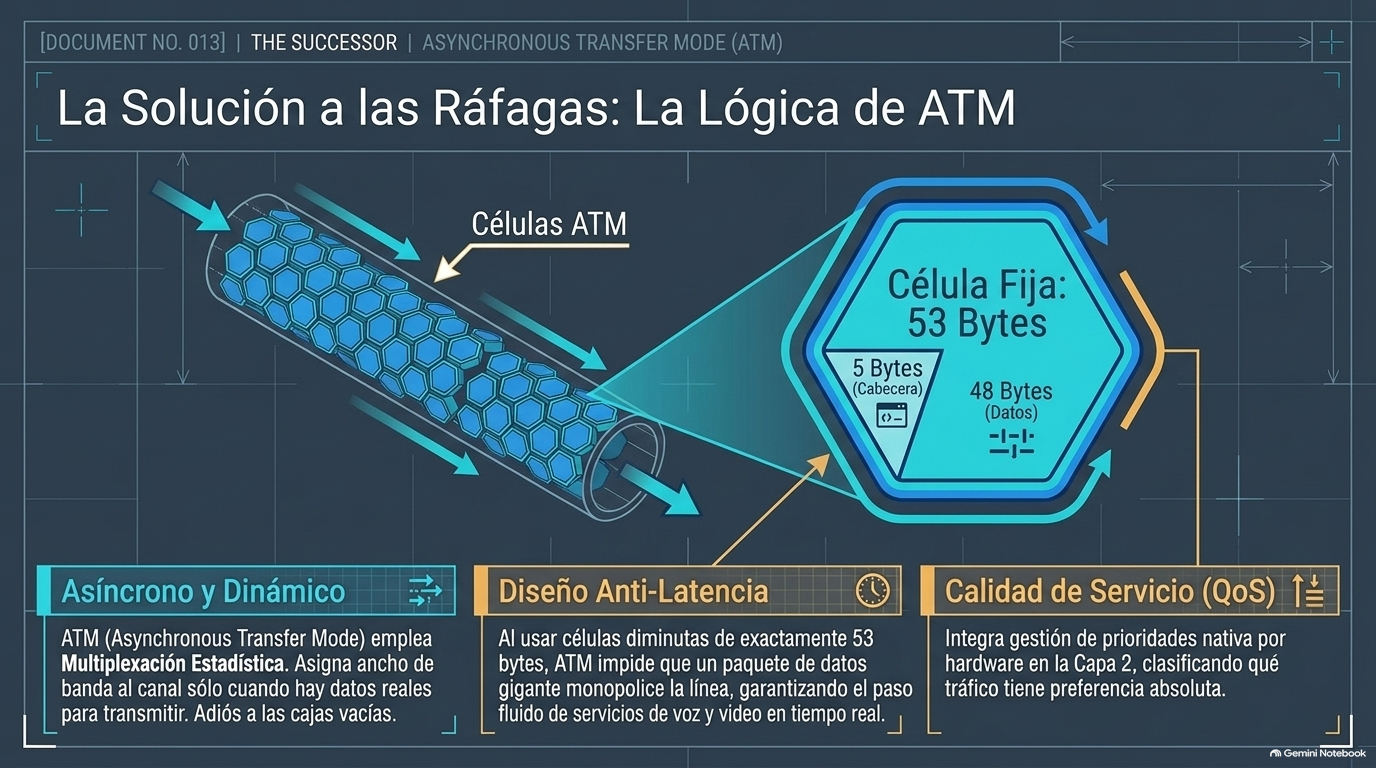 [DOCUMENT NO. 013] | THE SUCCESSOR | ASYNCHRONOUS TRANSFER MODE (ATM)
La Solución a las Ráfagas: La Lógica de ATM
Células ATM
Célula Fija:
53 Bytes
5 Bytes
(Cabecera)
48 Bytes
(Datos)
Asíncrono y Dinámico
ATM (Asynchronous Transfer Mode) emplea
Multiplexación Estadística. Asigna ancho de
banda al canal sólo cuando hay datos reales
para transmitir. Adiós a las cajas vacías.
Diseño Anti-Latencia
Al usar células diminutas de exactamente 53
bytes, ATM impide que un paquete de datos
gigante monopolice la línea, garantizando el paso
fluido de servicios de voz y video en tiempo real.
Calidad de Servicio (QoS)
Integra gestión de prioridades nativa por
hardware en la Capa 2, clasificando qué
tráfico tiene preferencia absoluta.
Gemini Notebook